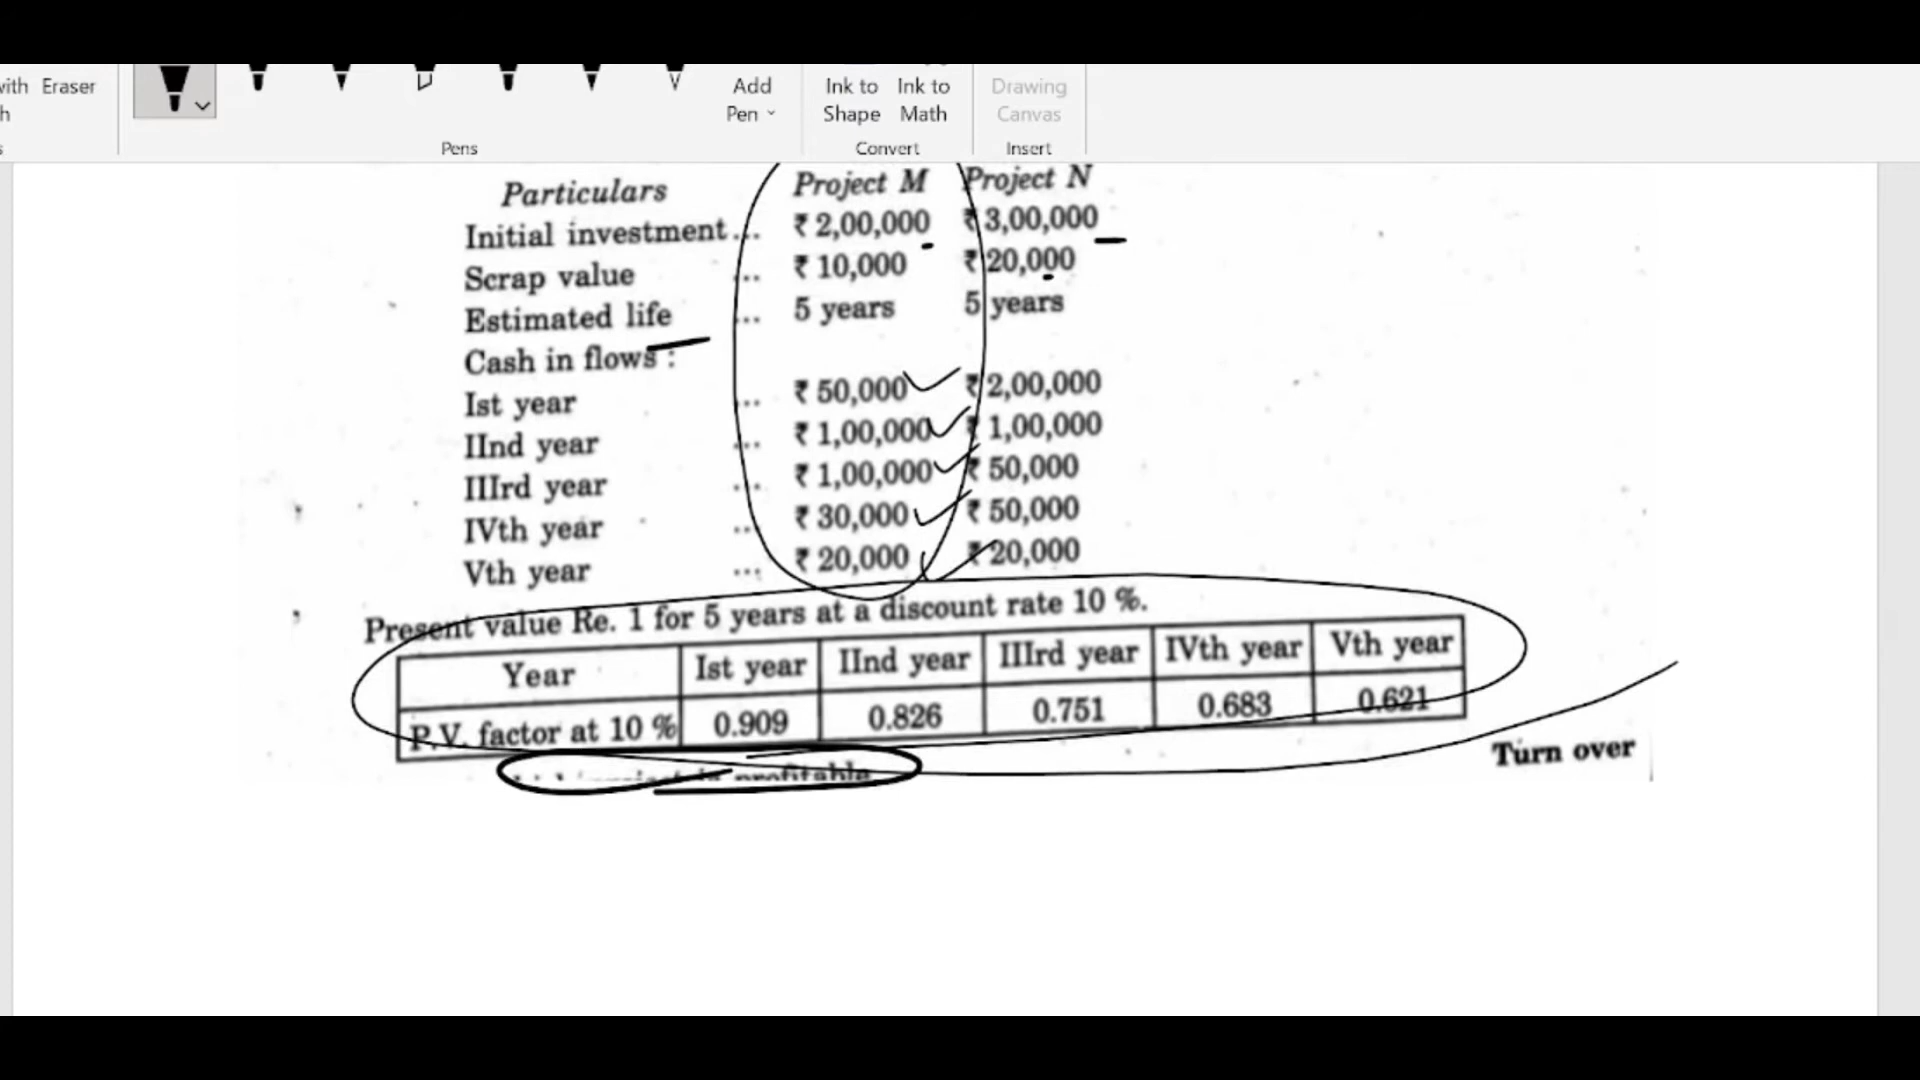 with Eraser
h
Add
Pen
Ink to
Shape
Ink to
Math
Drawing
Canvas
s
Pens
Convert
Insert
Particulars Project M Project N
Initial investment ... ₹ 2,00,000 ₹ 3,00,000
Scrap value ... ₹ 10,000 ₹ 20,000
Estimated life ... 5 years 5 years
Cash in flows :
Ist year ... ₹ 50,000 ₹ 2,00,000
IInd year ... ₹ 1,00,000 ₹ 1,00,000
IIIrd year ... ₹ 1,00,000 ₹ 50,000
IVth year ... ₹ 30,000 ₹ 50,000
Vth year ... ₹ 20,000 ₹ 20,000
Present value Re. 1 for 5 years at a discount rate 10 %.
Year Ist year IInd year IIIrd year IVth year Vth year
P.V. factor at 10 % 0.909 0.826 0.751 0.683 0.621
profitable
Turn over